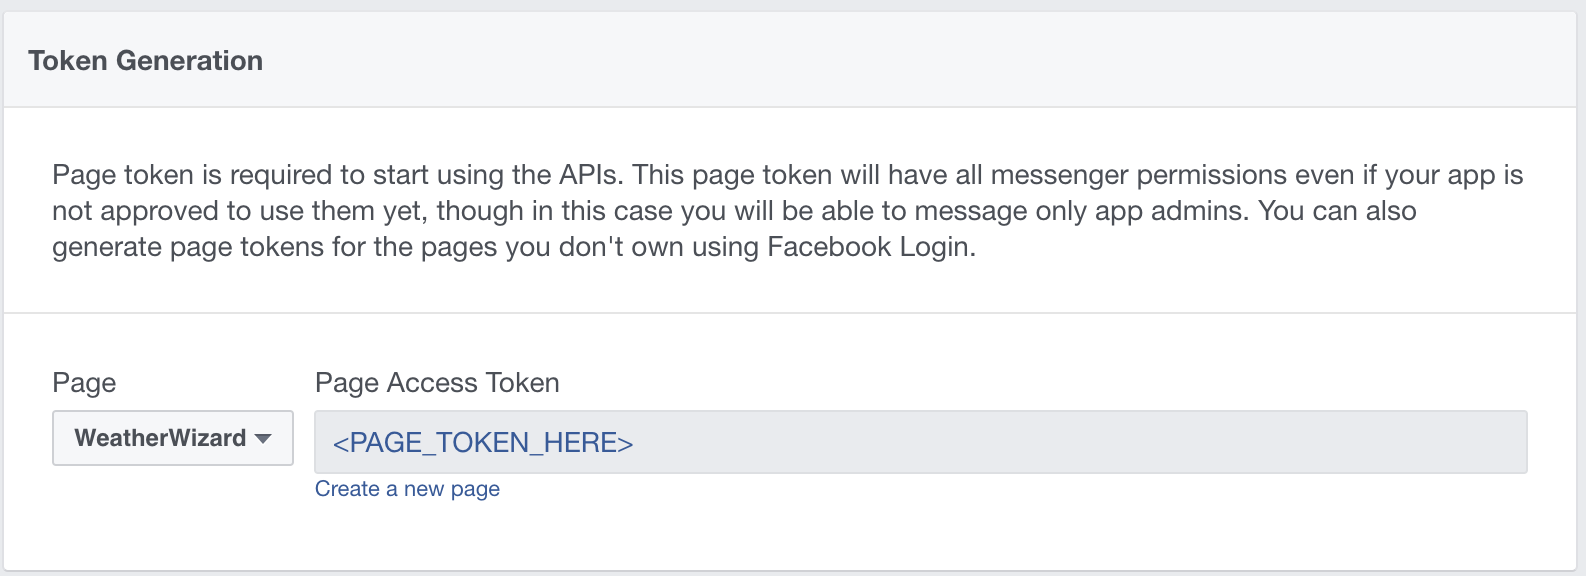 Token Generation
Page token is required to start using the APIs. This page token will have all messenger permissions even if your app is
not approved to use them yet, though in this case you will be able to message only app admins. You can also
generate page tokens for the pages you don't own using Facebook Login.
Page
Page Access Token
WeatherWizard
<PAGE_TOKEN_HERE>
Create a new page